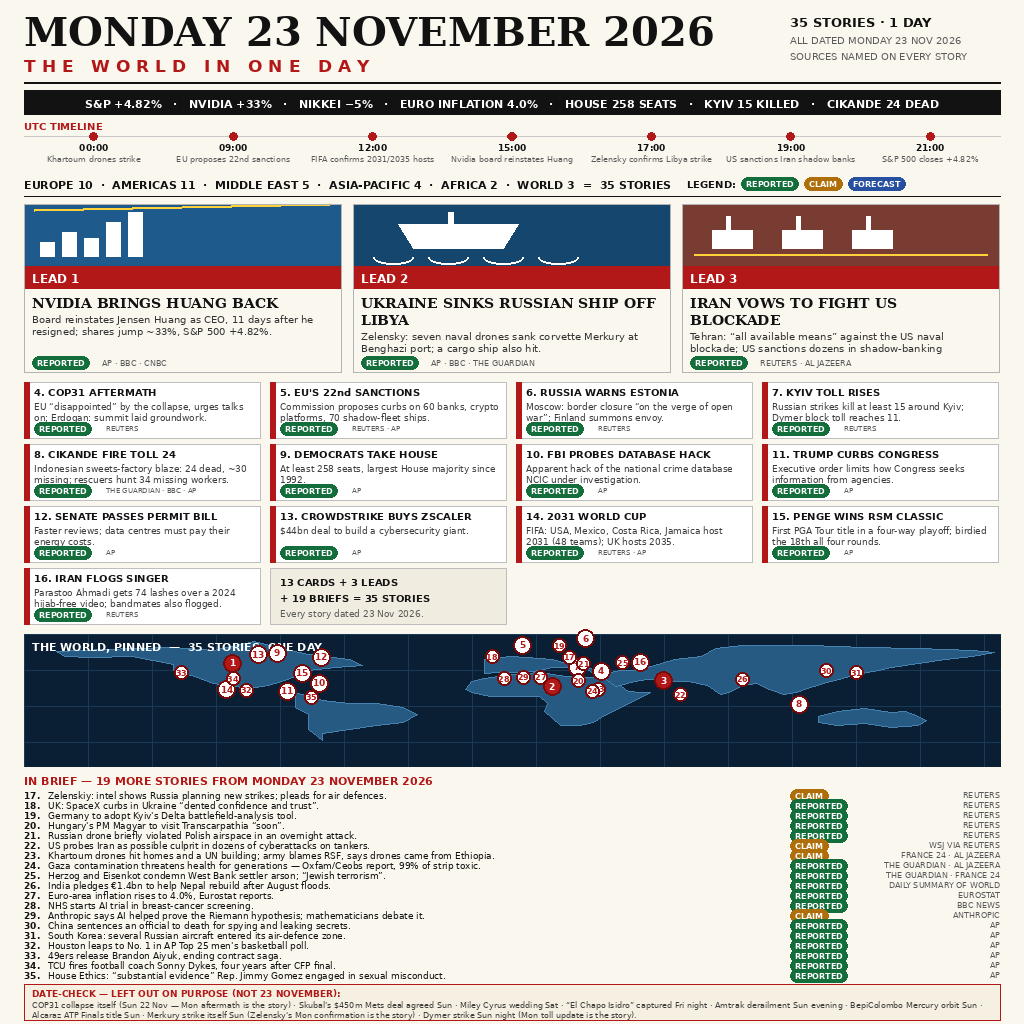 MONDAY 23 NOVEMBER 2026
THE WORLD IN ONE DAY
35 STORIES · 1 DAY
ALL DATED MONDAY 23 NOV 2026
SOURCES NAMED ON EVERY STORY
S&P +4.82% · NVIDIA +33% · NIKKEI −5% · EURO INFLATION 4.0% · HOUSE 258 SEATS · KYIV 15 KILLED · CIKANDE 24 DEAD
UTC TIMELINE
00:00 09:00 12:00 15:00 17:00 19:00 21:00
Khartoum drones strike EU proposes 22nd sanctions FIFA confirms 2031/2035 hosts Nvidia board reinstates Huang Zelensky confirms Libya strike US sanctions Iran shadow banks S&P 500 closes +4.82%
EUROPE 10 · AMERICAS 11 · MIDDLE EAST 5 · ASIA-PACIFIC 4 · AFRICA 2 · WORLD 3 = 35 STORIES LEGEND: REPORTED CLAIM FORECAST
LEAD 1
NVIDIA BRINGS HUANG BACK
Board reinstates Jensen Huang as CEO, 11 days after he
resigned; shares jump ~33%, S&P 500 +4.82%.
REPORTED AP · BBC · CNBC
LEAD 2
UKRAINE SINKS RUSSIAN SHIP OFF
LIBYA
Zelensky: seven naval drones sank corvette Merkury at
Benghazi port; a cargo ship also hit.
REPORTED AP · BBC · THE GUARDIAN
LEAD 3
IRAN VOWS TO FIGHT US
BLOCKADE
Tehran: “all available means” against the US naval
blockade; US sanctions dozens in shadow-banking
REPORTED REUTERS · AL JAZEERA
4. COP31 AFTERMATH
EU “disappointed” by the collapse, urges talks
on; Erdogan: summit laid groundwork.
REPORTED REUTERS
5. EU'S 22nd SANCTIONS
Commission proposes curbs on 60 banks, crypto
platforms, 70 shadow-fleet ships.
REPORTED REUTERS · AP
6. RUSSIA WARNS ESTONIA
Moscow: border closure “on the verge of open
war”; Finland summons envoy.
REPORTED REUTERS
7. KYIV TOLL RISES
Russian strikes kill at least 15 around Kyiv;
Dymer block toll reaches 11.
REPORTED REUTERS
8. CIKANDE FIRE TOLL 24
Indonesian sweets-factory blaze: 24 dead, ~30
missing; rescuers hunt 34 missing workers.
REPORTED THE GUARDIAN · BBC · AP
9. DEMOCRATS TAKE HOUSE
At least 258 seats, largest House majority since
1992.
REPORTED AP
10. FBI PROBES DATABASE HACK
Apparent hack of the national crime database
NCIC under investigation.
REPORTED AP
11. TRUMP CURBS CONGRESS
Executive order limits how Congress seeks
information from agencies.
REPORTED AP
12. SENATE PASSES PERMIT BILL
Faster reviews; data centres must pay their
energy costs.
REPORTED AP
13. CROWDSTRIKE BUYS ZSCALER
$44bn deal to build a cybersecurity giant.
REPORTED AP
14. 2031 WORLD CUP
FIFA: USA, Mexico, Costa Rica, Jamaica host
2031 (48 teams); UK hosts 2035.
REPORTED REUTERS · AP
15. PENGE WINS RSM CLASSIC
First PGA Tour title in a four-way playoff; birdied
the 18th all four rounds.
REPORTED AP
16. IRAN FLOGS SINGER
Parastoo Ahmadi gets 74 lashes over a 2024
hijab-free video; bandmates also flogged.
REPORTED REUTERS
13 CARDS + 3 LEADS
+ 19 BRIEFS = 35 STORIES
Every story dated 23 Nov 2026.
THE WORLD, PINNED — 35 STORIES, ONE DAY
33 1 13 9 12 14 32 15 11 10 35 18 5 28 29 27 2 19 17 6 21 20 4 25 16 3 22 26 8 30 31
IN BRIEF — 19 MORE STORIES FROM MONDAY 23 NOVEMBER 2026
17. Zelenskiy: intel shows Russia planning new strikes; pleads for air defences. CLAIM REUTERS
18. UK: SpaceX curbs in Ukraine “dented confidence and trust”. REPORTED REUTERS
19. Germany to adopt Kyiv's Delta battlefield-analysis tool. REPORTED REUTERS
20. Hungary's PM Magyar to visit Transcarpathia “soon”. REPORTED REUTERS
21. Russian drone briefly violated Polish airspace in an overnight attack. REPORTED REUTERS
22. US probes Iran as possible culprit in dozens of cyberattacks on tankers. CLAIM WSJ VIA REUTERS
23. Khartoum drones hit homes and a UN building; army blames RSF, says drones came from Ethiopia. CLAIM FRANCE 24 · AL JAZEERA
24. Gaza contamination threatens health for generations — Oxfam/Ceobs report, 99% of strip toxic. REPORTED THE GUARDIAN · AL JAZEERA
25. Herzog and Eisenkot condemn West Bank settler arson; “Jewish terrorism”. REPORTED THE GUARDIAN · FRANCE 24
26. India pledges €1.4bn to help Nepal rebuild after August floods. REPORTED DAILY SUMMARY OF WORLD
27. Euro-area inflation rises to 4.0%, Eurostat reports. REPORTED EUROSTAT
28. NHS starts AI trial in breast-cancer screening. REPORTED BBC NEWS
29. Anthropic says AI helped prove the Riemann hypothesis; mathematicians debate it. CLAIM ANTHROPIC
30. China sentences an official to death for spying and leaking secrets. REPORTED AP
31. South Korea: several Russian aircraft entered its air-defence zone. REPORTED AP
32. Houston leaps to No. 1 in AP Top 25 men’s basketball poll. REPORTED AP
33. 49ers release Brandon Aiyuk, ending contract saga. REPORTED AP
34. TCU fires football coach Sonny Dykes, four years after CFP final. REPORTED AP
35. House Ethics: “substantial evidence” Rep. Jimmy Gomez engaged in sexual misconduct. REPORTED AP
DATE-CHECK — LEFT OUT ON PURPOSE (NOT 23 NOVEMBER):
COP31 collapse itself (Sun 22 Nov — Mon aftermath is the story) · Skubal's $450m Mets deal agreed Sun · Miley Cyrus wedding Sat · “El Chapo Isidro” captured Fri night · Amtrak derailment Sun evening · BepiColombo Mercury orbit Sun ·
Alcaraz ATP Finals title Sun · Merkury strike itself Sun (Zelensky's Mon confirmation is the story) · Dymer strike Sun night (Mon toll update is the story).